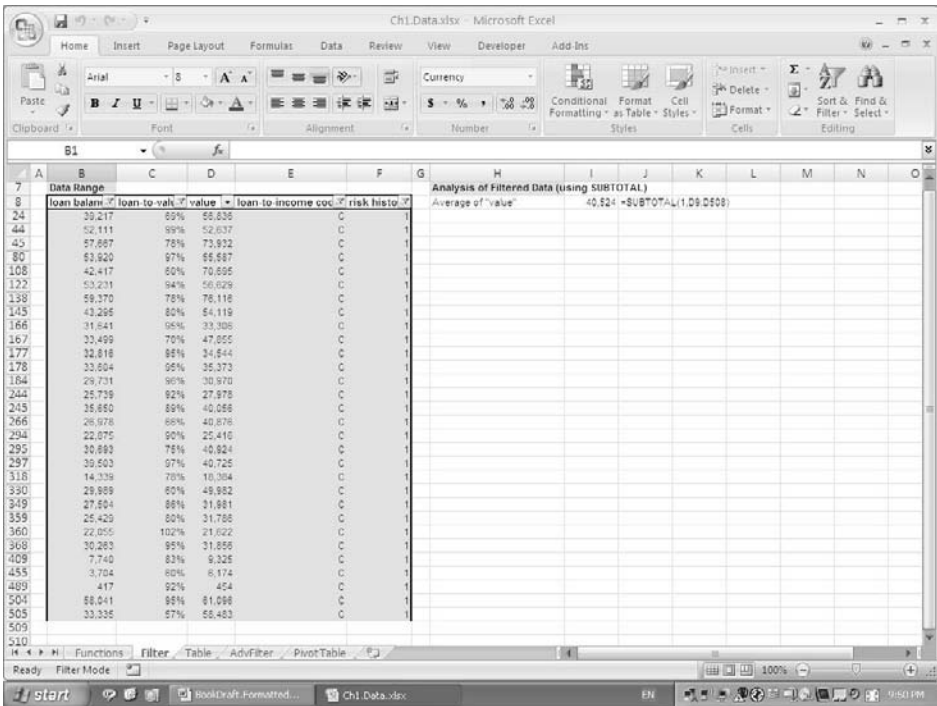 Ch1.Data.xlsx - Microsoft Excel
Home Insert Page Layout Formulas Data Review View Developer Add-Ins
Paste
Arial 8
B I U
Currency
$ % ,
Conditional Formatting
Format as Table
Cell Styles
Insert
Delete
Format
Sort & Filter
Find & Select
Clipboard Font Alignment Number Styles Cells Editing
B1 fx
A B C D E F G H I J K L M N O
7 Data Range Analysis of Filtered Data (using SUBTOTAL)
8 loan balan loan-to-valu value loan-to-income coc risk histo Average of "value" 40,524 =SUBTOTAL(1,D9:D508)
24 39,217 69% 56,836 C 1
44 52,111 99% 52,637 C 1
45 57,667 78% 73,932 C 1
80 53,920 97% 55,587 C 1
108 42,417 60% 70,695 C 1
122 53,231 94% 56,629 C 1
138 59,370 78% 76,116 C 1
145 43,295 80% 54,119 C 1
166 31,641 95% 33,306 C 1
167 33,499 70% 47,855 C 1
177 32,816 95% 34,544 C 1
178 33,604 95% 35,373 C 1
184 29,731 96% 30,970 C 1
244 25,739 92% 27,978 C 1
245 35,650 89% 40,056 C 1
266 26,978 66% 40,876 C 1
294 22,875 90% 25,416 C 1
295 30,693 75% 40,924 C 1
297 39,503 97% 40,725 C 1
318 14,339 78% 18,384 C 1
330 29,989 60% 49,982 C 1
349 27,504 86% 31,981 C 1
359 25,429 80% 31,786 C 1
360 22,055 102% 21,622 C 1
368 30,263 95% 31,856 C 1
409 7,740 83% 9,325 C 1
455 3,704 60% 6,174 C 1
489 417 92% 454 C 1
504 58,041 95% 61,096 C 1
505 33,335 57% 58,483 C 1
509
510
Functions Filter Table AdvFilter PivotTable
Ready Filter Mode 100%
start BookDraft.Formatted... Ch1.Data.xlsx EN 9:50 PM